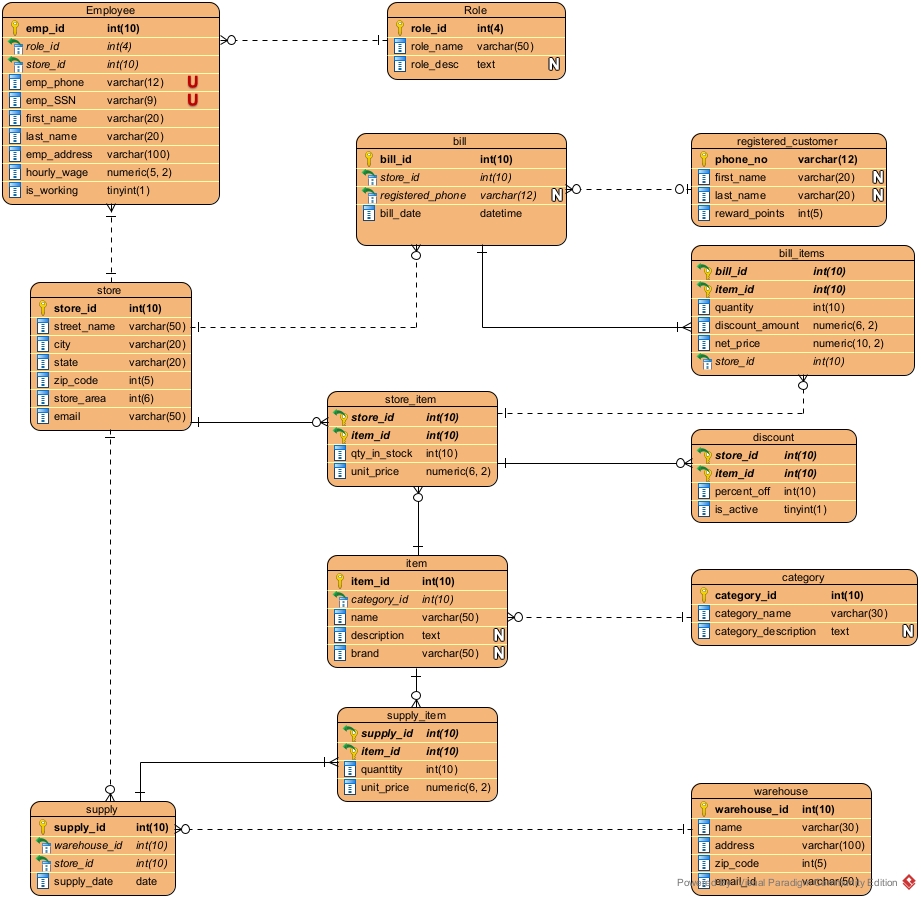 Employee
emp_id int(10)
role_id int(4)
store_id int(10)
emp_phone varchar(12) U
emp_SSN varchar(9) U
first_name varchar(20)
last_name varchar(20)
emp_address varchar(100)
hourly_wage numeric(5, 2)
is_working tinyint(1)
Role
role_id int(4)
role_name varchar(50)
role_desc text N
bill
bill_id int(10)
store_id int(10)
registered_phone varchar(12) N
bill_date datetime
registered_customer
phone_no varchar(12)
first_name varchar(20) N
last_name varchar(20) N
reward_points int(5)
bill_items
bill_id int(10)
item_id int(10)
quantity int(10)
discount_amount numeric(6, 2)
net_price numeric(10, 2)
store_id int(10)
store
store_id int(10)
street_name varchar(50)
city varchar(20)
state varchar(20)
zip_code int(5)
store_area int(6)
email varchar(50)
store_item
store_id int(10)
item_id int(10)
qty_in_stock int(10)
unit_price numeric(6, 2)
discount
store_id int(10)
item_id int(10)
percent_off int(10)
is_active tinyint(1)
item
item_id int(10)
category_id int(10)
name varchar(50)
description text N
brand varchar(50) N
category
category_id int(10)
category_name varchar(30)
category_description text N
supply_item
supply_id int(10)
item_id int(10)
quanttity int(10)
unit_price numeric(6, 2)
supply
supply_id int(10)
warehouse_id int(10)
store_id int(10)
supply_date date
warehouse
warehouse_id int(10)
name varchar(30)
address varchar(100)
zip_code int(5)
email_id varchar(50)
Powered By Visual Paradigm Community Edition